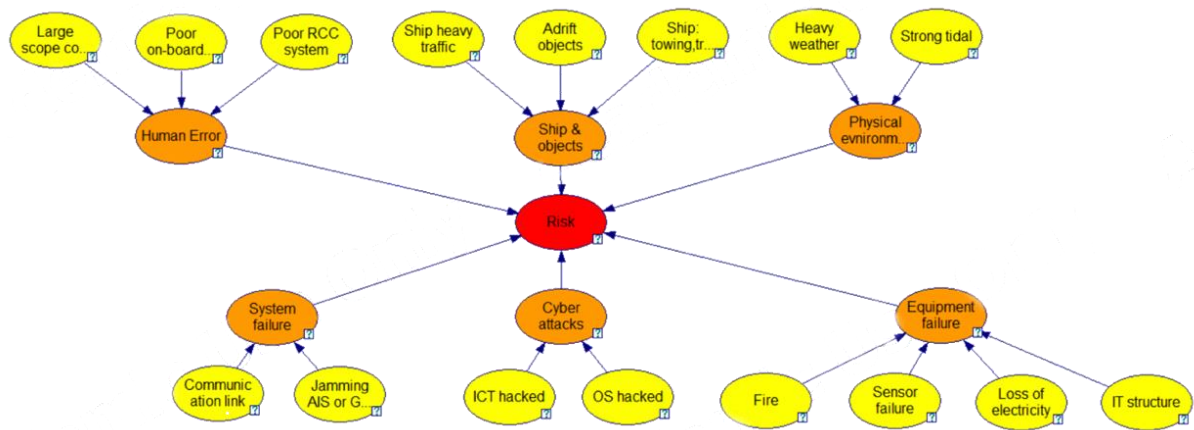 Large
scope co...
Poor
on-board...
Poor RCC
system
Ship heavy
traffic
Adrift
objects
Ship:
towing,tr...
Heavy
weather
Strong tidal
Human Error
Ship &
objects
Physical
evnironm...
Risk
System
failure
Cyber
attacks
Equipment
failure
Communic
ation link
Jamming
AIS or G...
ICT hacked
OS hacked
Fire
Sensor
failure
Loss of
electricity
IT structure